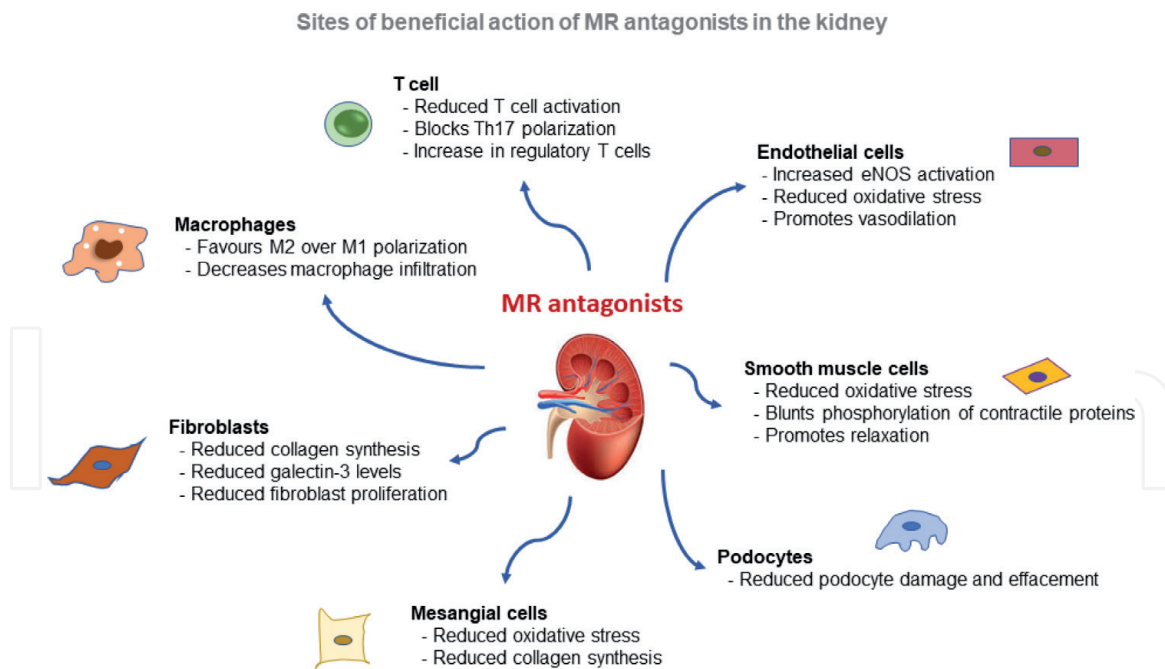 Sites of beneficial action of MR antagonists in the kidney
T cell
- Reduced T cell activation
- Blocks Th17 polarization
- Increase in regulatory T cells
Endothelial cells
- Increased eNOS activation
- Reduced oxidative stress
- Promotes vasodilation
Macrophages
- Favours M2 over M1 polarization
- Decreases macrophage infiltration
MR antagonists
Smooth muscle cells
- Reduced oxidative stress
- Blunts phosphorylation of contractile proteins
- Promotes relaxation
Fibroblasts
- Reduced collagen synthesis
- Reduced galectin-3 levels
- Reduced fibroblast proliferation
Podocytes
- Reduced podocyte damage and effacement
Mesangial cells
- Reduced oxidative stress
- Reduced collagen synthesis